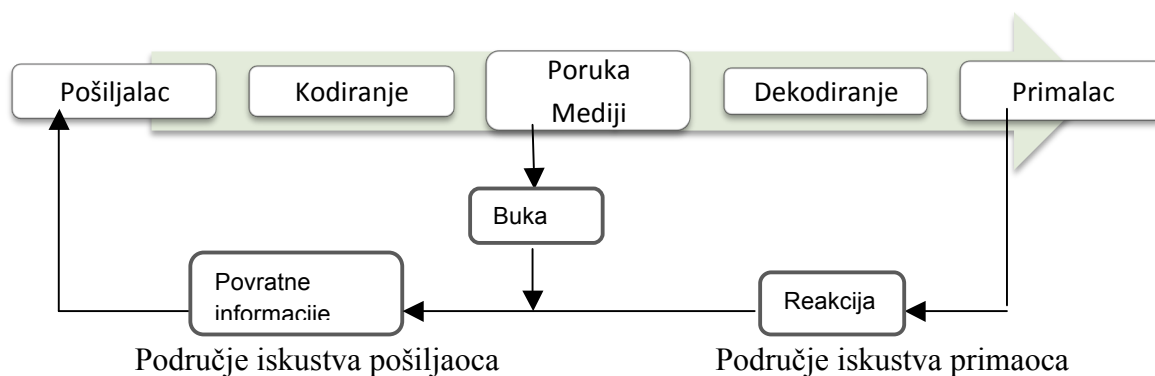 Pošiljalac
Kodiranje
Poruka
Mediji
Dekodiranje
Primalac
Buka
Povratne
informacije
Reakcija
Područje iskustva pošiljaoca
Područje iskustva primaoca